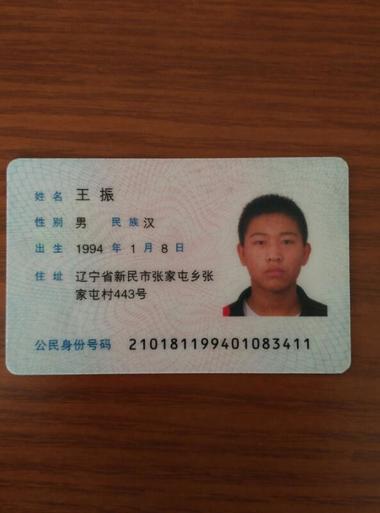 姓名 王振
性别 男 民族 汉
出生 1994 年 1 月 8 日
住址 辽宁省新民市张家屯乡张
家屯村443号
公民身份号码 210181199401083411